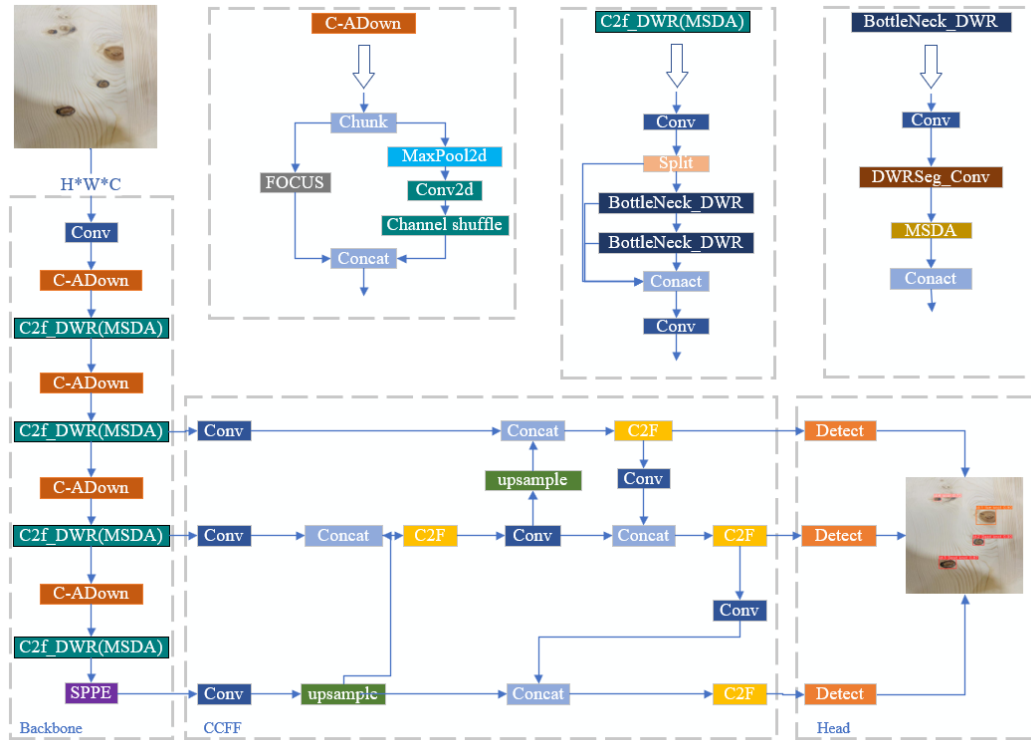 C-ADown
Chunk
MaxPool2d
FOCUS
Conv2d
Channel shuffle
Concat
C2f_DWR(MSDA)
Conv
Split
BottleNeck_DWR
BottleNeck_DWR
Conact
Conv
BottleNeck_DWR
Conv
DWRSeg_Conv
MSDA
Conact
H*W*C
Conv
C-ADown
C2f_DWR(MSDA)
C-ADown
C2f_DWR(MSDA)
C-ADown
C2f_DWR(MSDA)
C-ADown
C2f_DWR(MSDA)
SPPE
Backbone
Conv
Concat
C2F
upsample
Conv
Conv
Concat
C2F
Conv
Concat
C2F
Conv
Conv
upsample
Concat
C2F
CCFF
Detect
Detect
Detect
Head